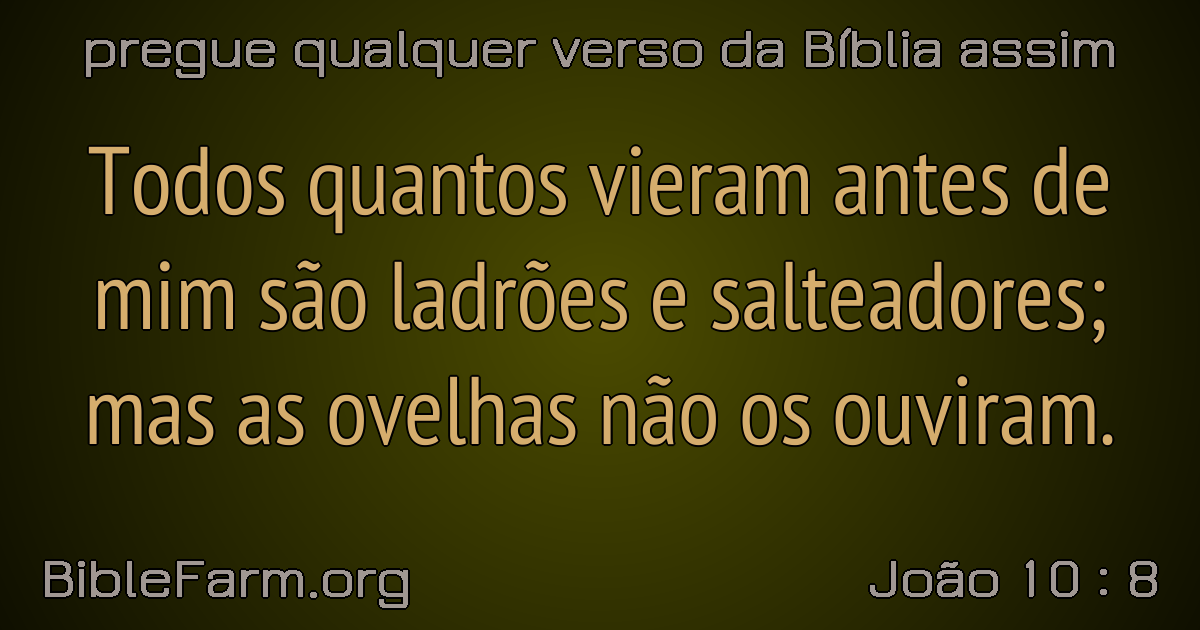 pregue qualquer verso da Bíblia assim
Todos quantos vieram antes de
mim são ladrões e salteadores;
mas as ovelhas não os ouviram.
BibleFarm.org
João 10 : 8